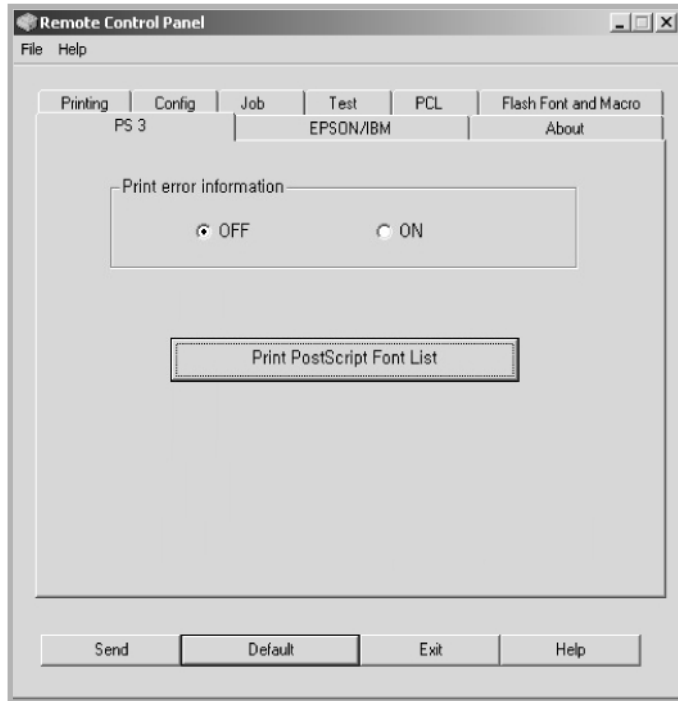 Remote Control Panel
File Help
Printing Config Job Test PCL Flash Font and Macro
PS 3 EPSON/IBM About
Print error information
OFF ON
Print PostScript Font List
Send Default Exit Help